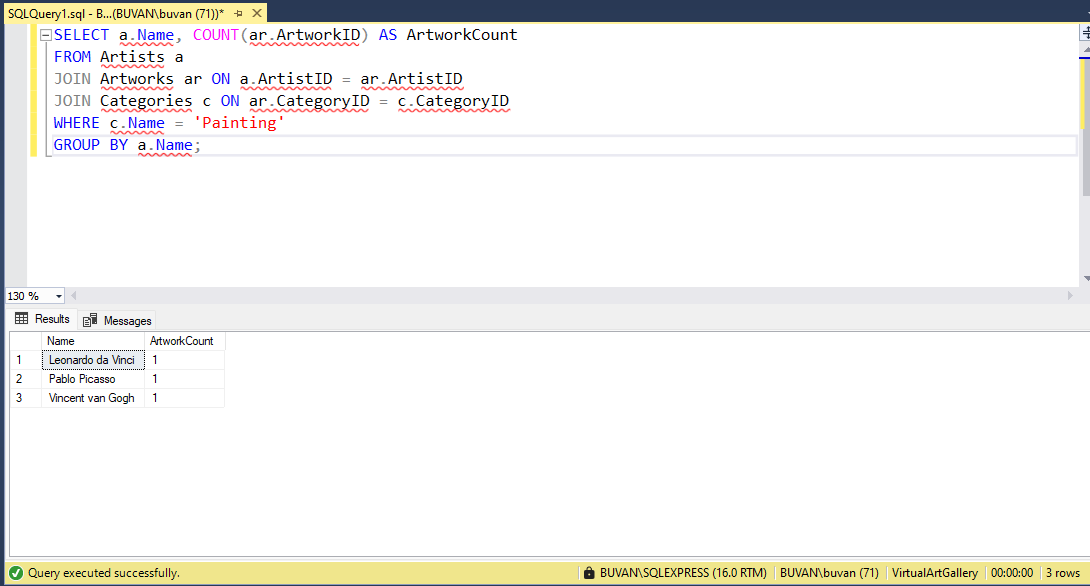 SQLQuery1.sql - B...(BUVAN\buvan (71))*
SELECT a.Name, COUNT(ar.ArtworkID) AS ArtworkCount
FROM Artists a
JOIN Artworks ar ON a.ArtistID = ar.ArtistID
JOIN Categories c ON ar.CategoryID = c.CategoryID
WHERE c.Name = 'Painting'
GROUP BY a.Name;
130 %
Results Messages
Name ArtworkCount
1 Leonardo da Vinci 1
2 Pablo Picasso 1
3 Vincent van Gogh 1
Query executed successfully. BUVAN\SQLEXPRESS (16.0 RTM) BUVAN\buvan (71) VirtualArtGallery 00:00:00 3 rows